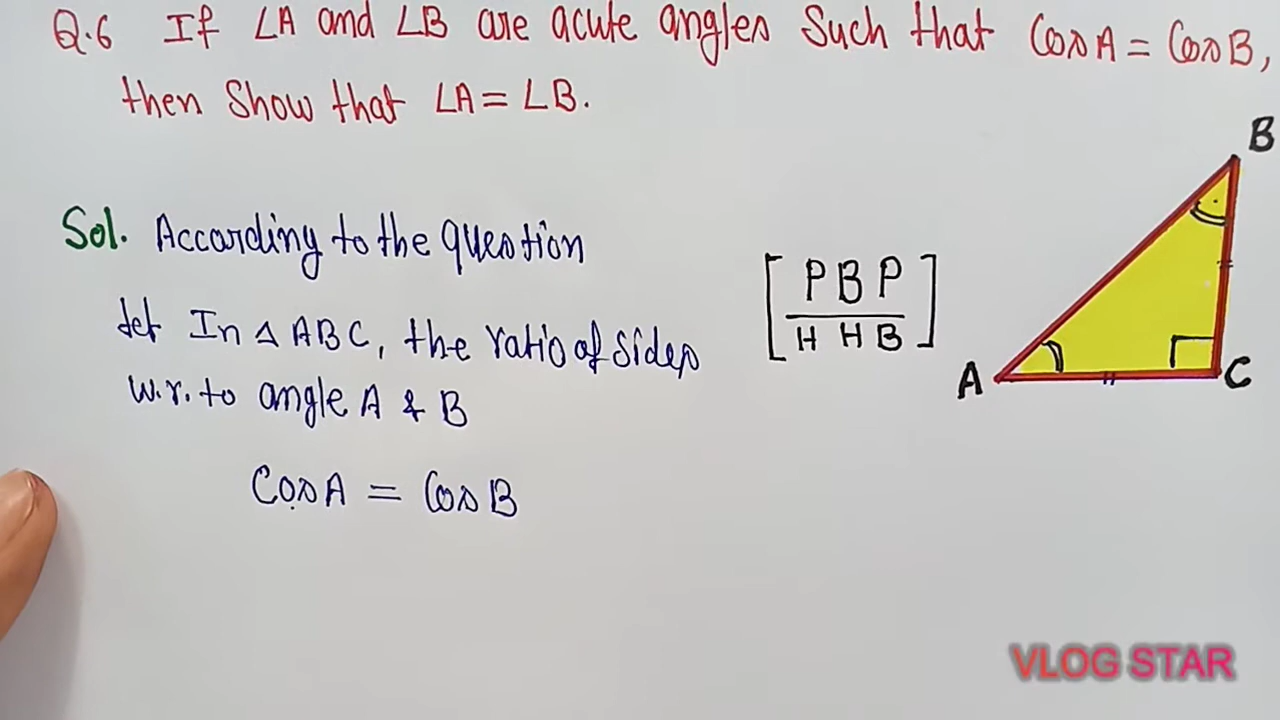 Q.6 If ∠A and ∠B are acute angles Such that Cos A = Cos B,
then Show that ∠A = ∠B.
Sol. According to the question
let In △ ABC, the ratio of sides
w.r. to angle A & B
Cos A = Cos B
[P B P
H H B]
B
A
C
VLOG STAR